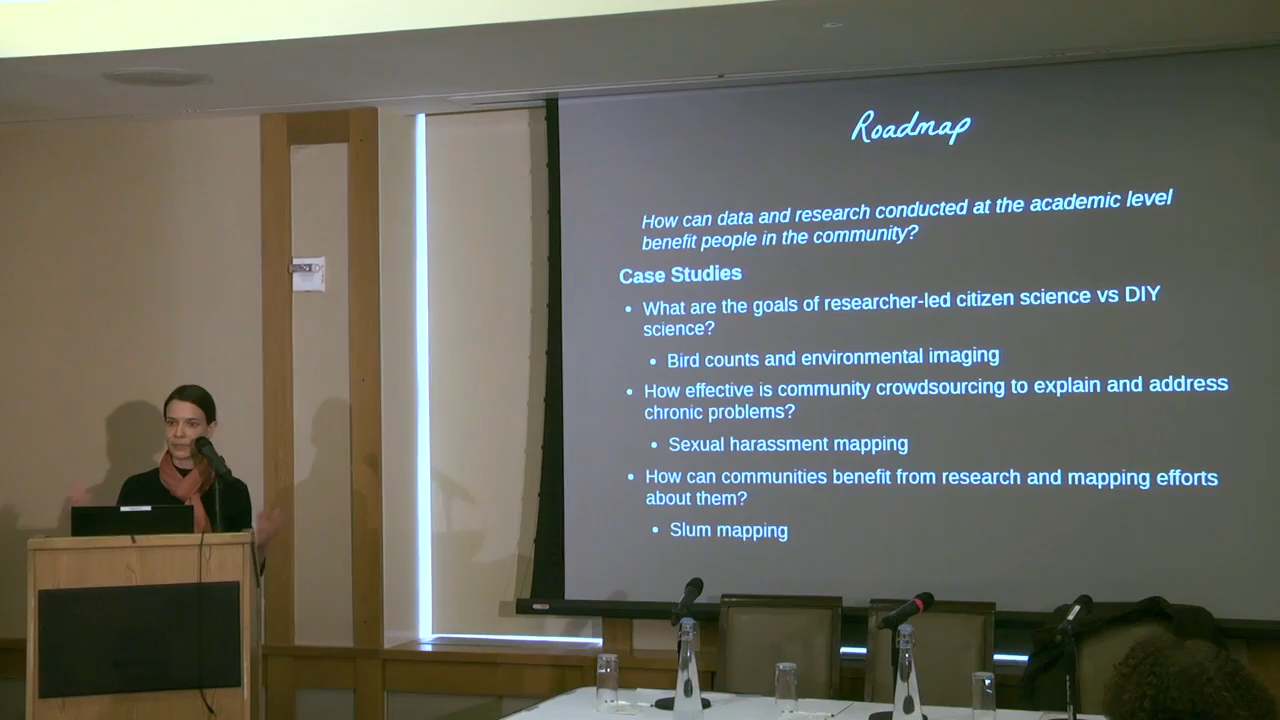 Roadmap
How can data and research conducted at the academic level
benefit people in the community?
Case Studies
• What are the goals of researcher-led citizen science vs DIY
science?
• Bird counts and environmental imaging
• How effective is community crowdsourcing to explain and address
chronic problems?
• Sexual harassment mapping
• How can communities benefit from research and mapping efforts
about them?
• Slum mapping